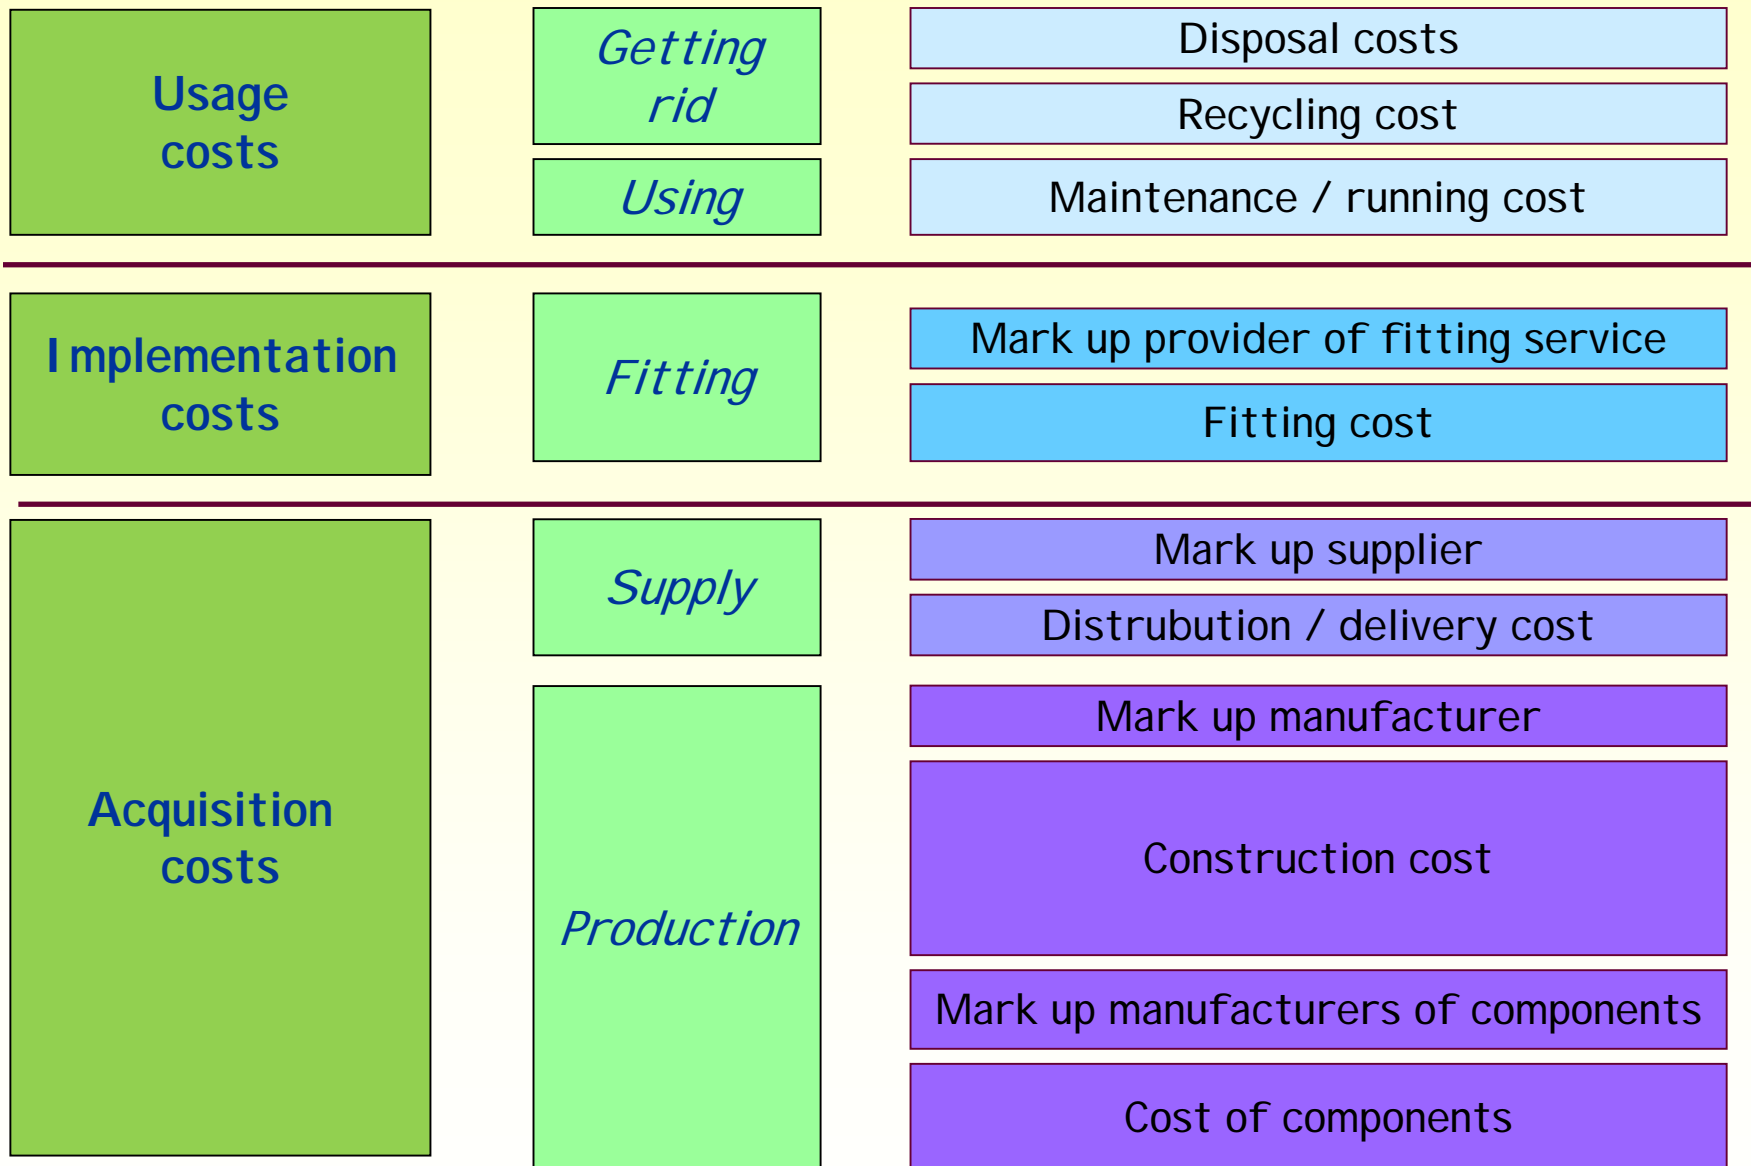 Usage
costs
Getting
rid
Using
Disposal costs
Recycling cost
Maintenance / running cost
Implementation
costs
Fitting
Mark up provider of fitting service
Fitting cost
Acquisition
costs
Supply
Production
Mark up supplier
Distrubution / delivery cost
Mark up manufacturer
Construction cost
Mark up manufacturers of components
Cost of components